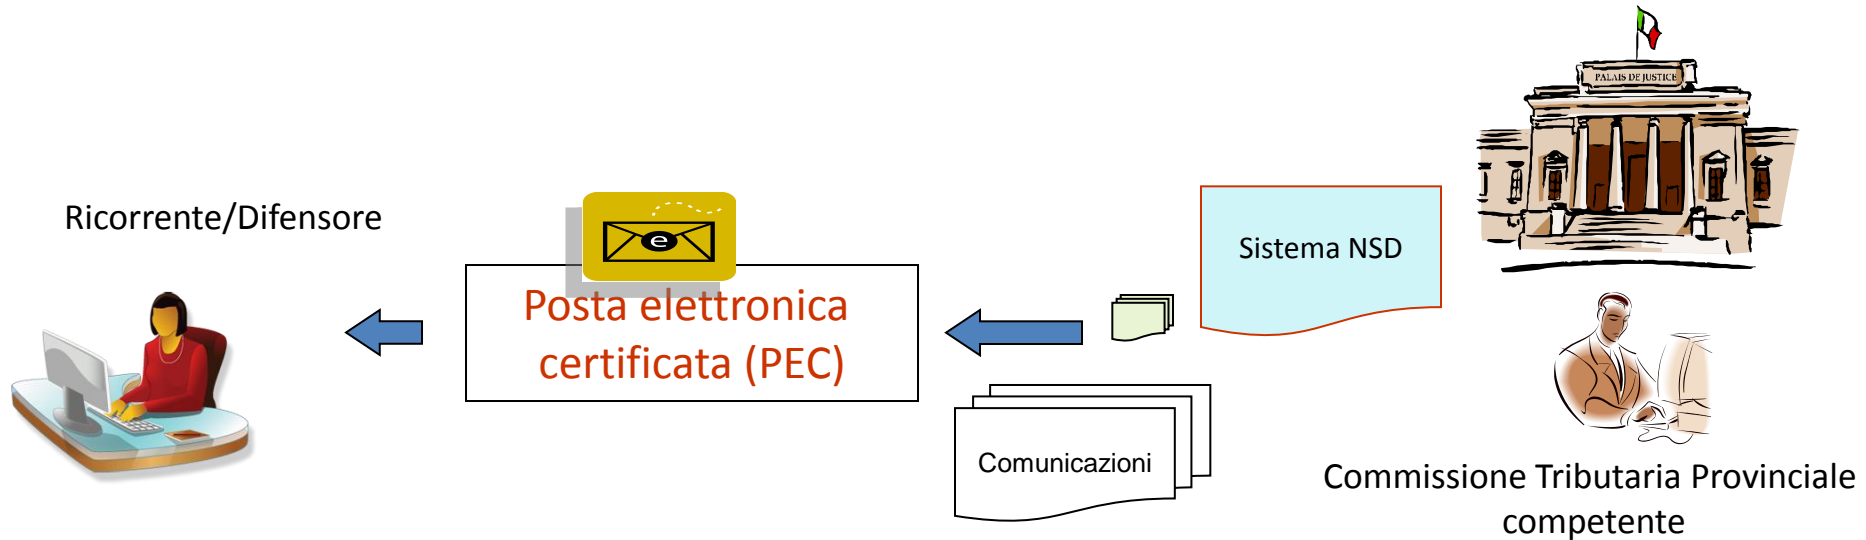 PALAIS DE JUSTICE
Ricorrente/Difensore
e
Sistema NSD
Posta elettronica
certificata (PEC)
Comunicazioni
Commissione Tributaria Provinciale
competente